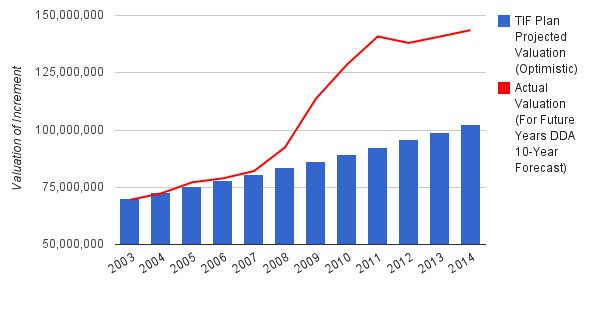 150,000,000
125,000,000
100,000,000
75,000,000
50,000,000
Valuation of Increment
2003
2004
2005
2006
2007
2008
2009
2010
2011
2012
2013
2014
TIF Plan
Projected
Valuation
(Optimistic)
Actual
Valuation
(For Future
Years DDA
10-Year
Forecast)